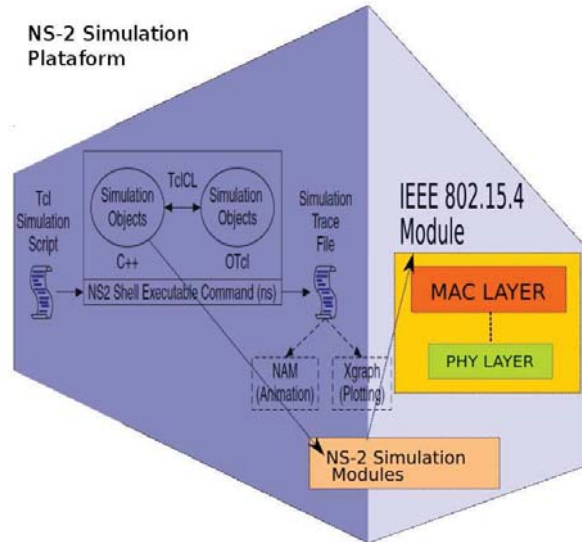 NS-2 Simulation
Plataform
Tcl
Simulation
Script
TclCL
Simulation
Objects
Simulation
Objects
C++
OTcl
NS2 Shell Executable Command (ns)
Simulation
Trace
File
NAM
(Animation)
Xgraph
(Plotting)
IEEE 802.15.4
Module
MAC LAYER
PHY LAYER
NS-2 Simulation
Modules